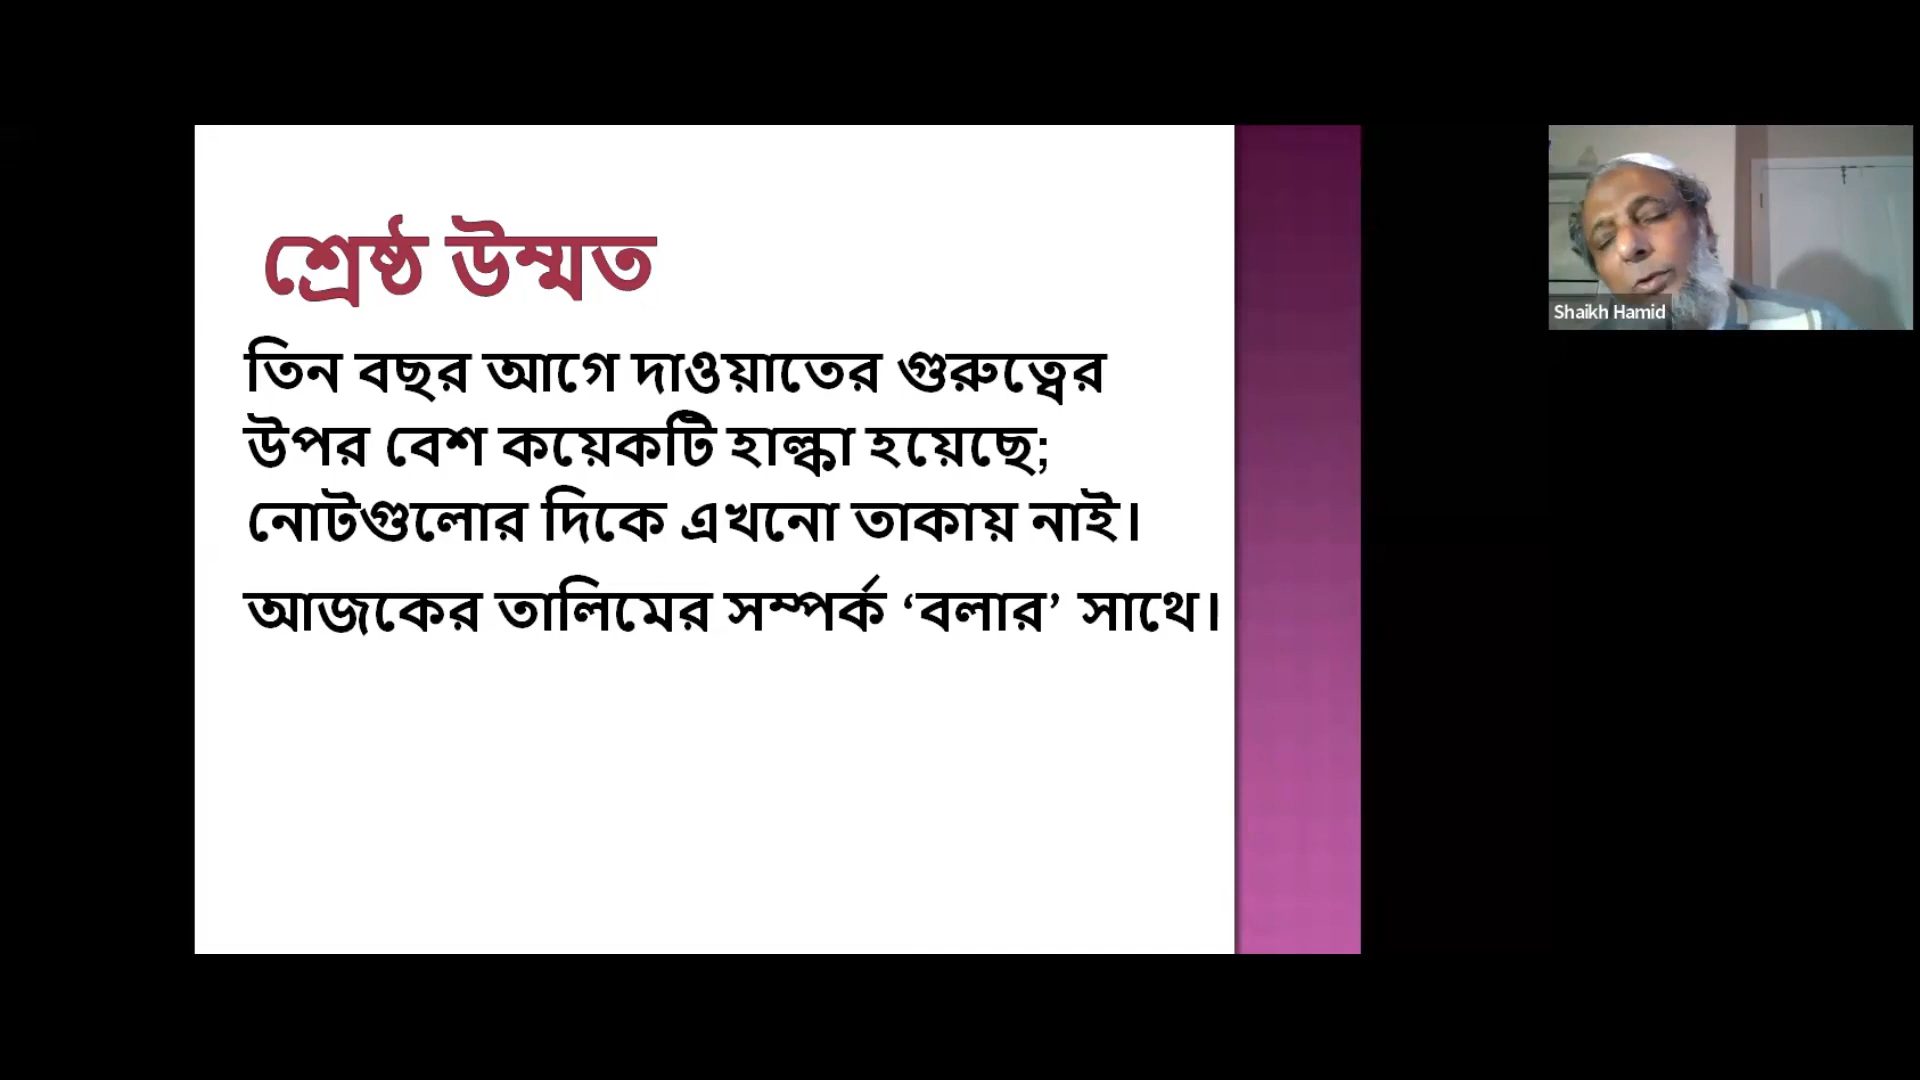 শ্রেষ্ঠ উম্মত
তিন বছর আগে দাওয়াতের গুরুত্বের
উপর বেশ কয়েকটি হাল্কা হয়েছে;
নোটগুলোর দিকে এখনো তাকায় নাই।
আজকের তালিমের সম্পর্ক ‘বলার’ সাথে।
Shaikh Hamid